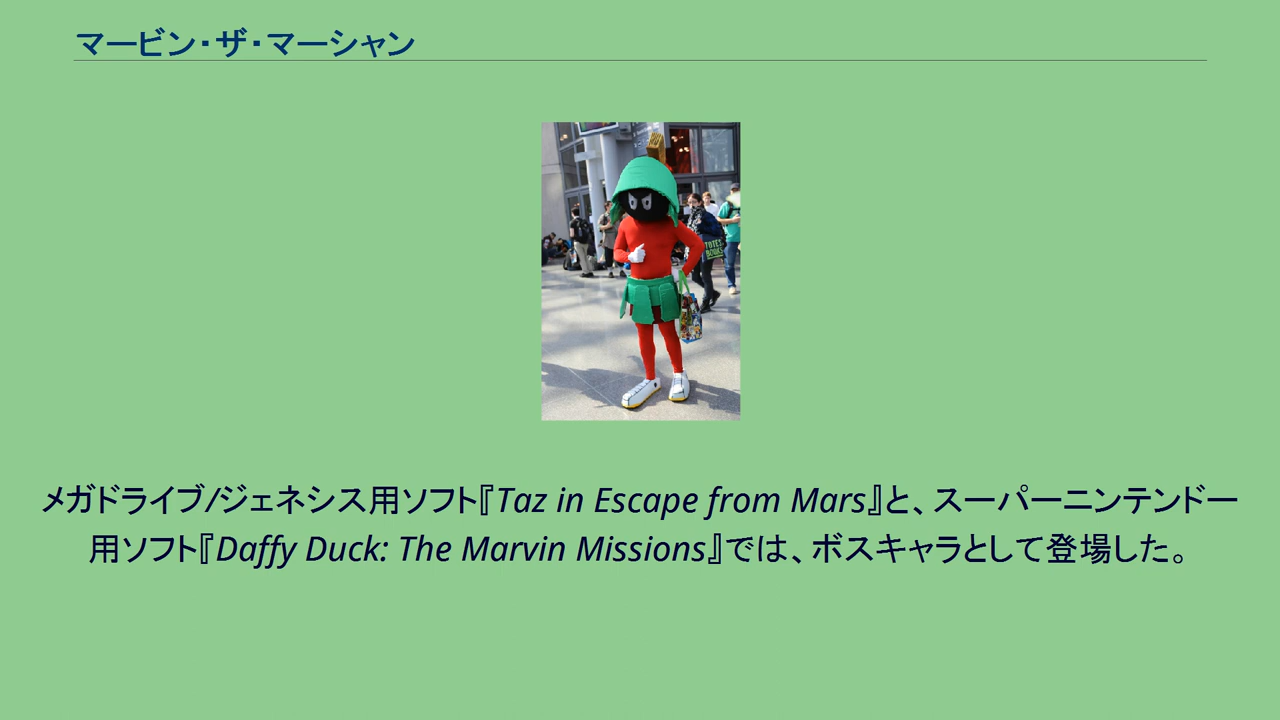 マービン・ザ・マーシャン
メガドライブ/ジェネシス用ソフト『Taz in Escape from Mars』と、スーパーニンテンドー
用ソフト『Daffy Duck: The Marvin Missions』では、ボスキャラとして登場した。